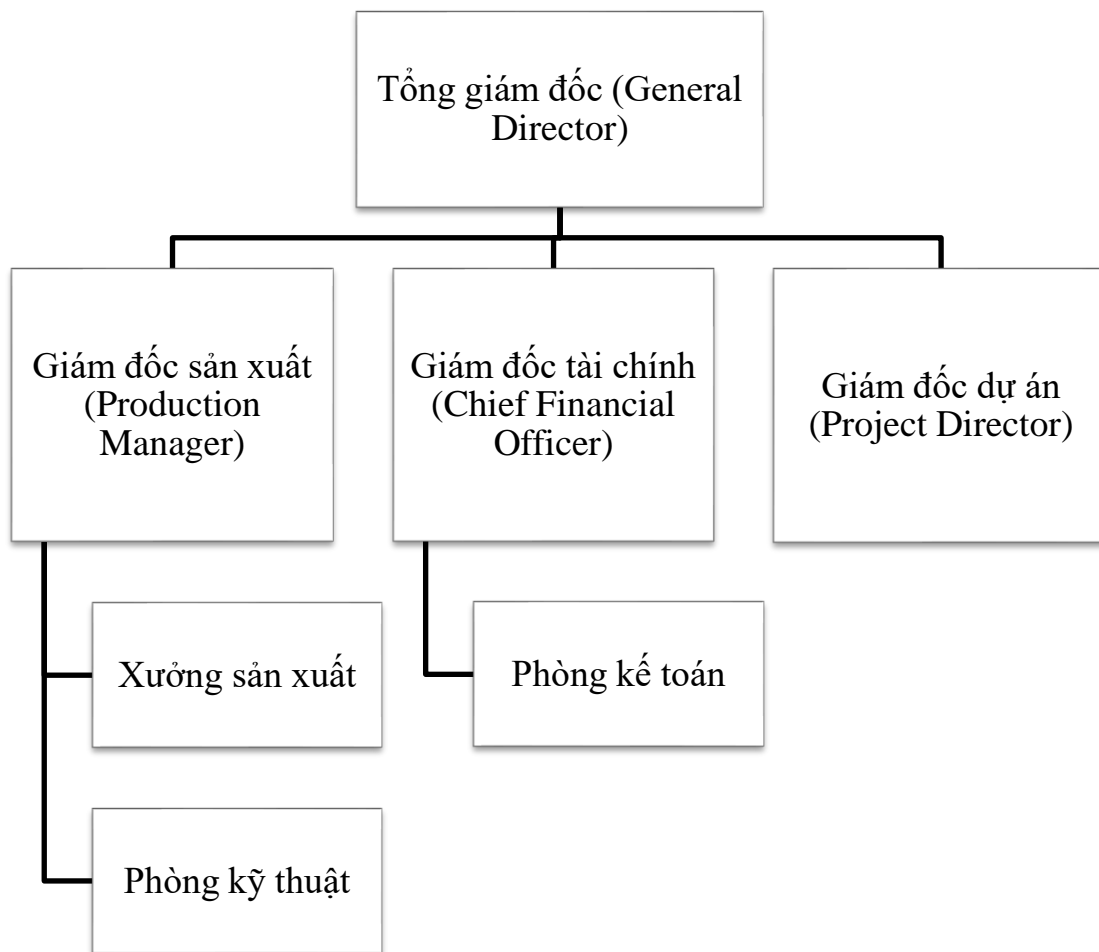 Tổng giám đốc (General
Director)
Giám đốc sản xuất
(Production
Manager)
Giám đốc tài chính
(Chief Financial
Officer)
Giám đốc dự án
(Project Director)
Xưởng sản xuất
Phòng kế toán
Phòng kỹ thuật